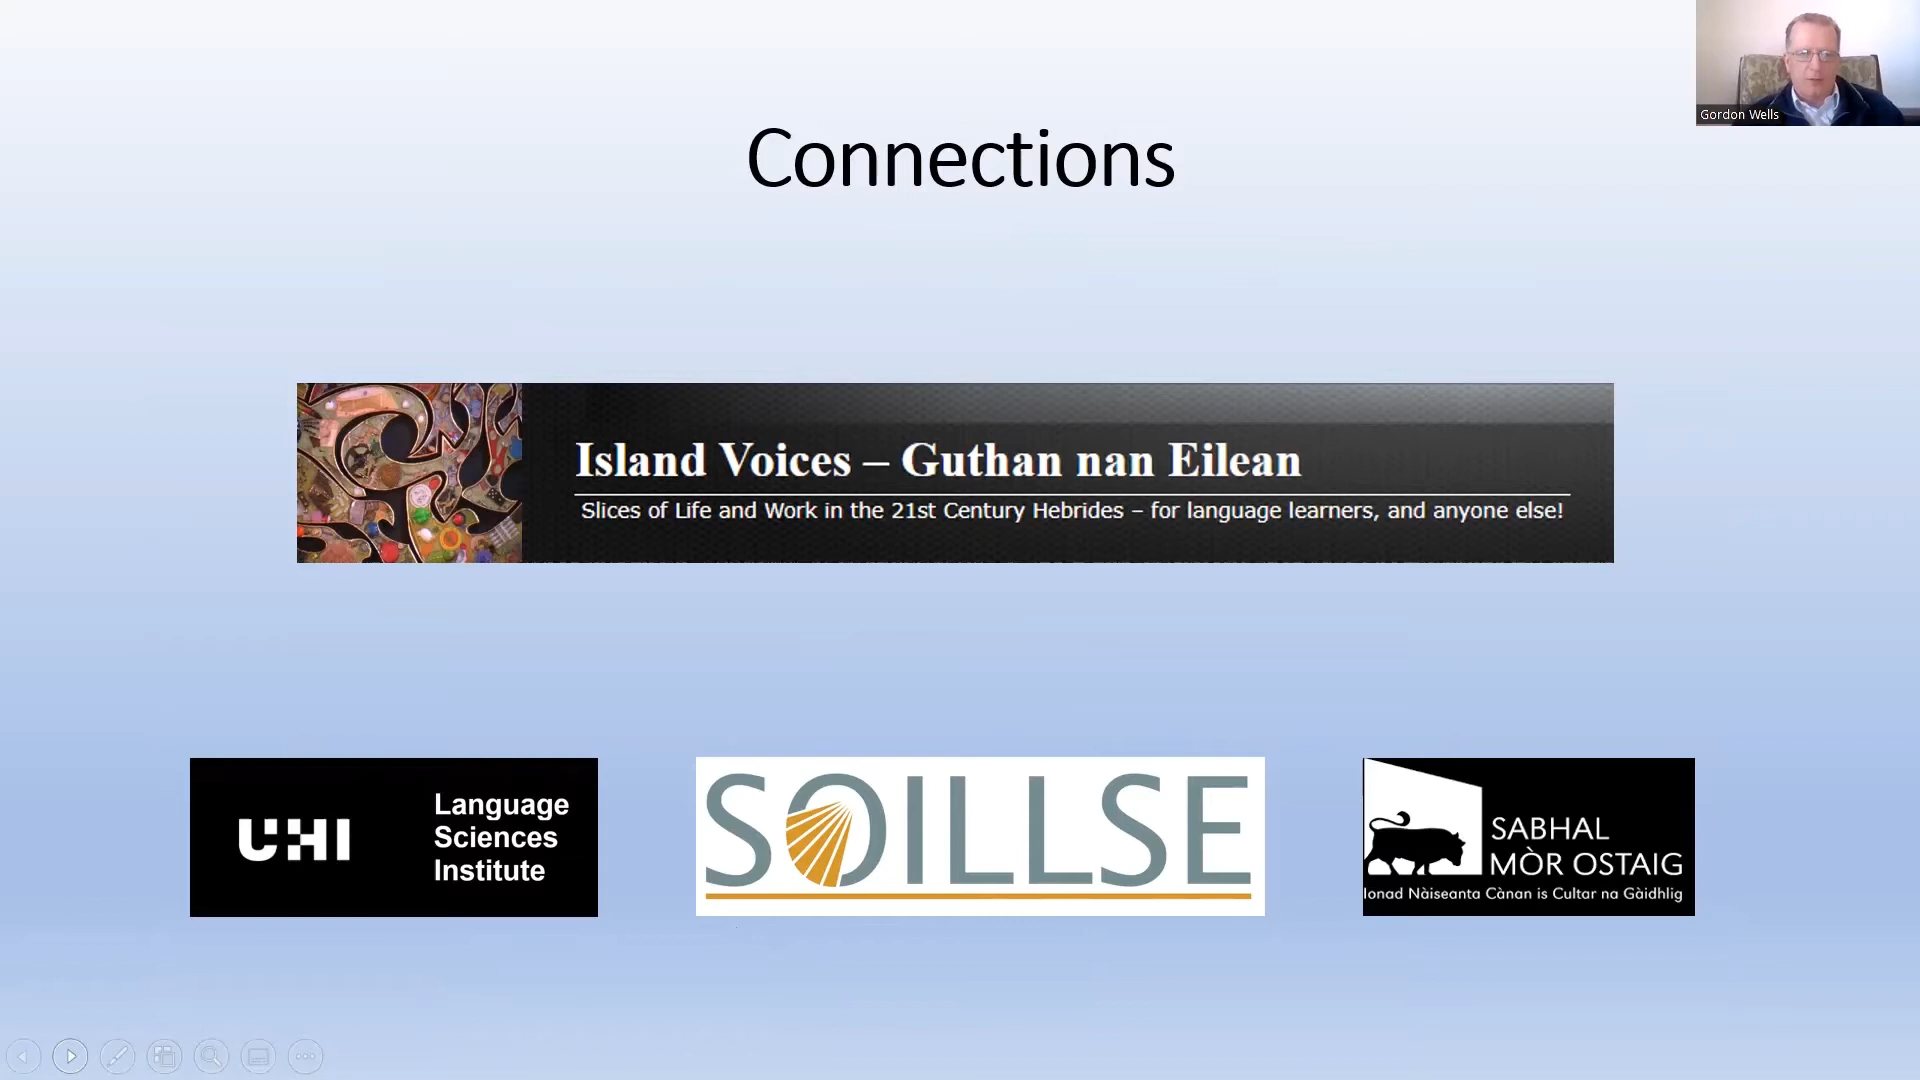 Gordon Wells
Connections
Island Voices – Guthan nan Eilean
Slices of Life and Work in the 21st Century Hebrides – for language learners, and anyone else!
UHI
Language
Sciences
Institute
SOILLSE
SABHAL
MÒR OSTAIG
Ionad Nàiseanta Cànan is Cultar na Gàidhlig